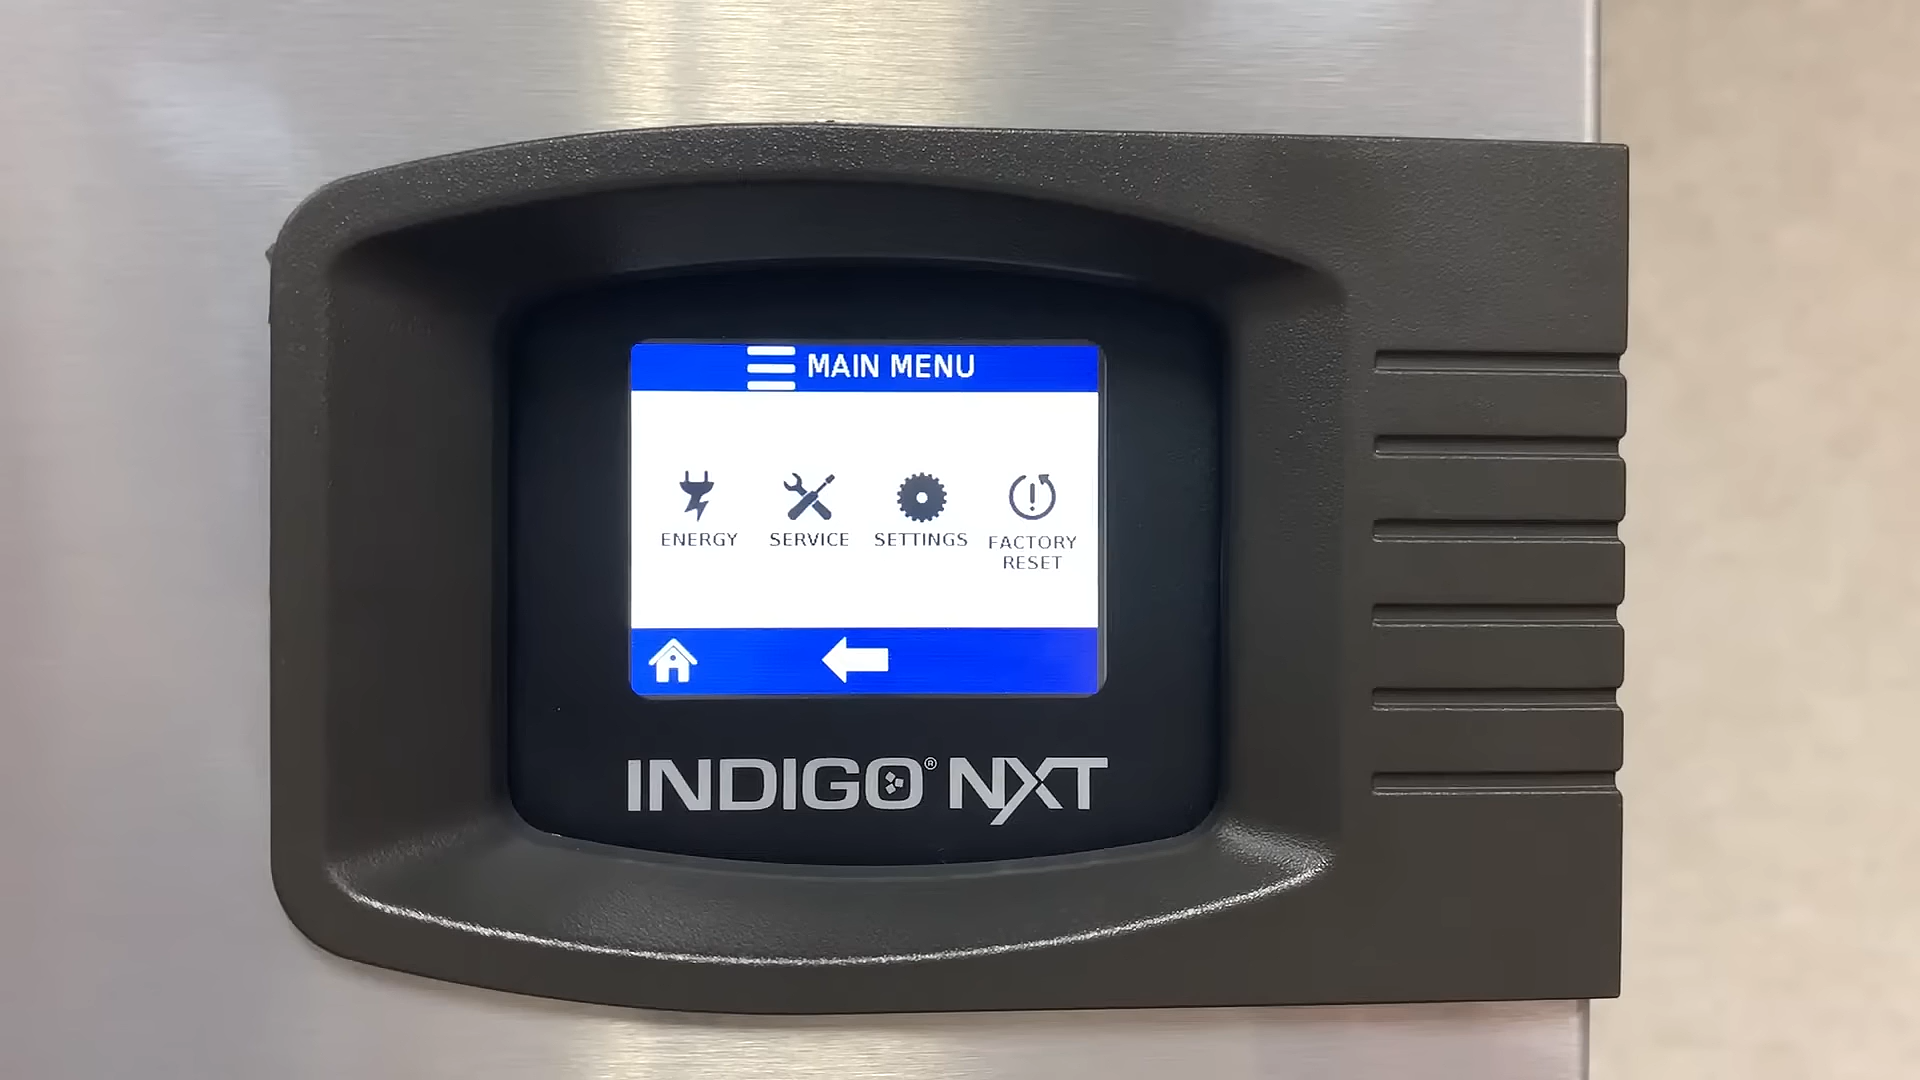 MAIN MENU
ENERGY
SERVICE
SETTINGS
FACTORY
RESET
INDIGO® NXT